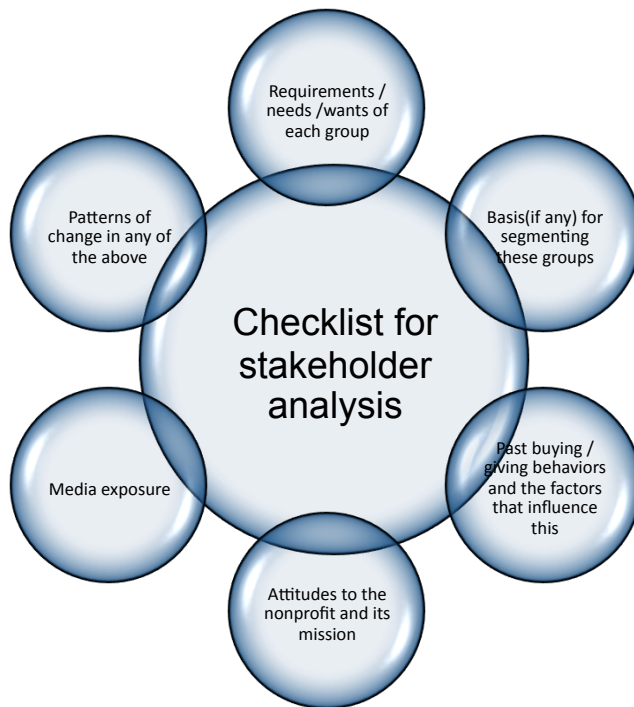 Requirements /
needs /wants of
each group
Basis(if any) for
segmenting
these groups
Past buying /
giving behaviors
and the factors
that influence
this
Attitudes to the
nonprofit and its
mission
Media exposure
Patterns of
change in any of
the above
Checklist for
stakeholder
analysis